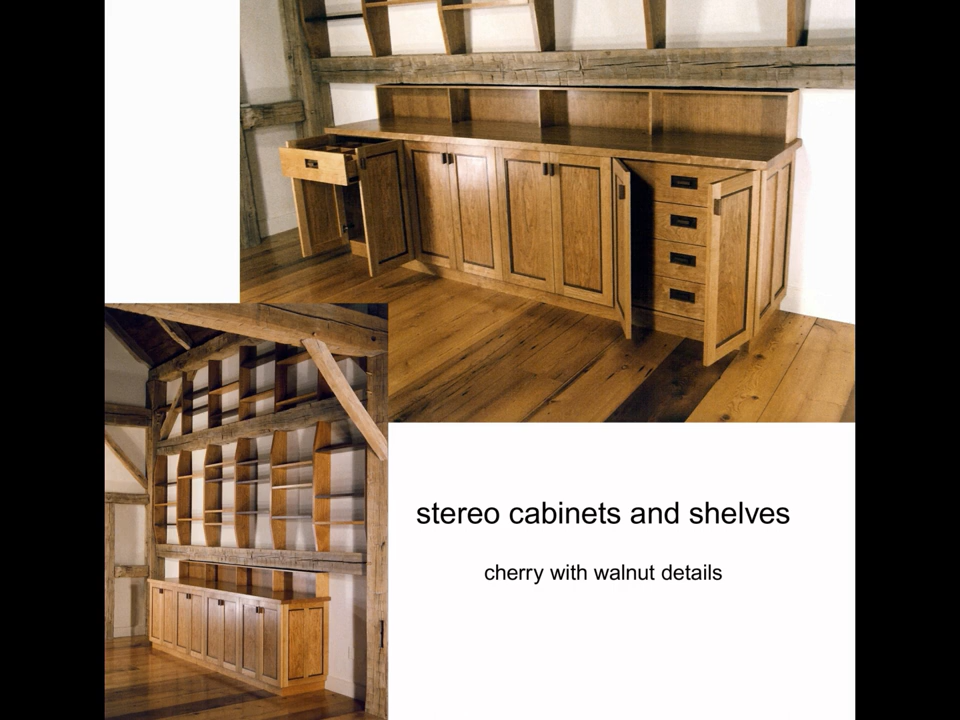 stereo cabinets and shelves
cherry with walnut details